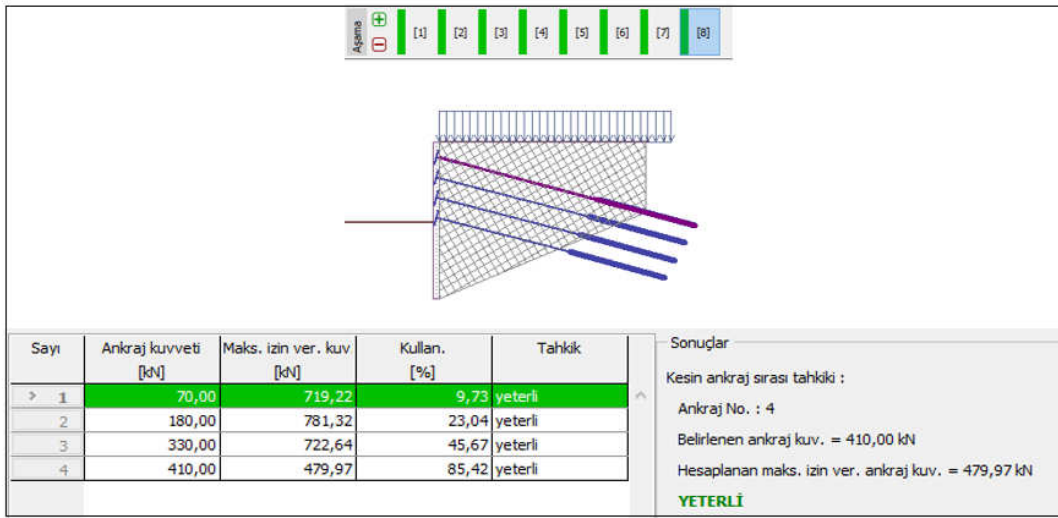 Aşama
[1] [2] [3] [4] [5] [6] [7] [8]
Sayı Ankraj kuvveti Maks. izin ver. kuv Kullan. Tahkik
[kN] [kN] [%]
> 1 70,00 719,22 9,73 yeterli
2 180,00 781,32 23,04 yeterli
3 330,00 722,64 45,67 yeterli
4 410,00 479,97 85,42 yeterli
Sonuçlar
Kesin ankraj sırası tahkiki :
Ankraj No. : 4
Belirlenen ankraj kuv. = 410,00 kN
Hesaplanan maks. izin ver. ankraj kuv. = 479,97 kN
YETERLİ